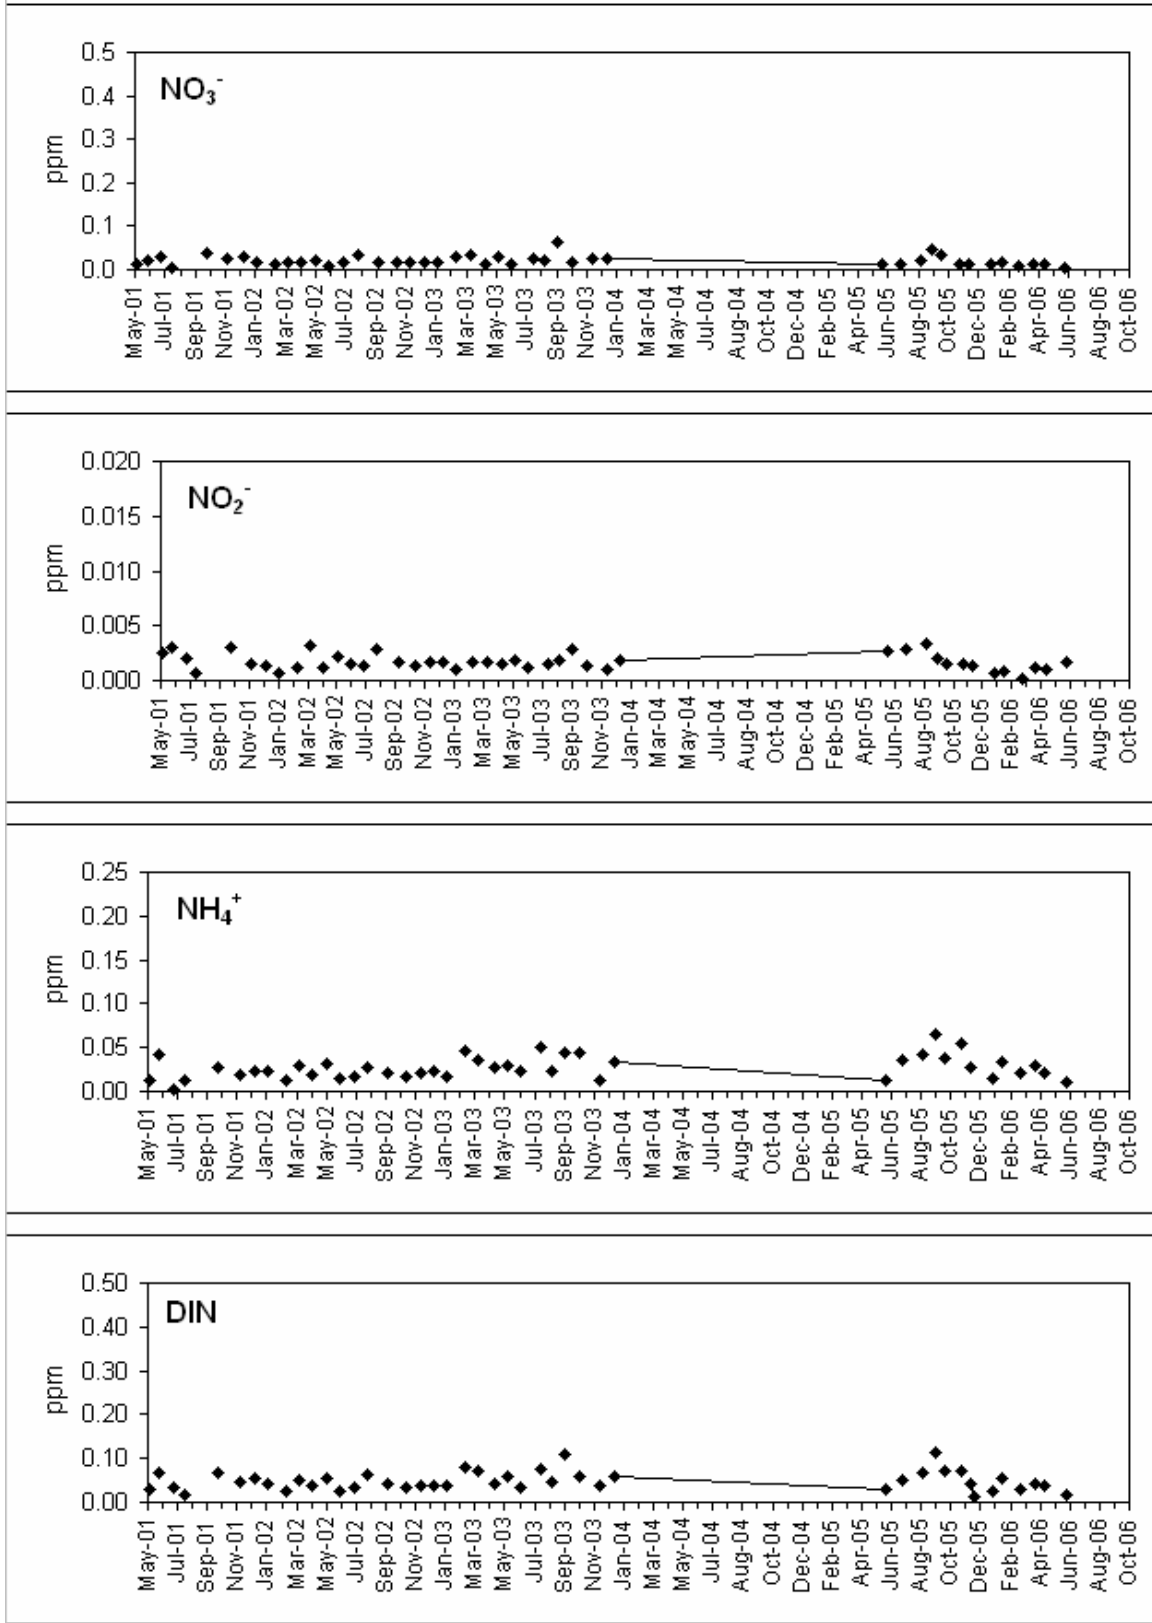 0.5
NO₃⁻
0.4
0.3
ppm
0.2
0.1
0.0
May-01 Jul-01 Sep-01 Nov-01 Jan-02 Mar-02 May-02 Jul-02 Sep-02 Nov-02 Jan-03 Mar-03 May-03 Jul-03 Sep-03 Nov-03 Jan-04 Mar-04 May-04 Jul-04 Aug-04 Oct-04 Dec-04 Feb-05 Apr-05 Jun-05 Aug-05 Oct-05 Dec-05 Feb-06 Apr-06 Jun-06 Aug-06 Oct-06
0.020
NO₂⁻
0.015
ppm
0.010
0.005
0.000
May-01 Jul-01 Sep-01 Nov-01 Jan-02 Mar-02 May-02 Jul-02 Sep-02 Nov-02 Jan-03 Mar-03 May-03 Jul-03 Sep-03 Nov-03 Jan-04 Mar-04 May-04 Jul-04 Aug-04 Oct-04 Dec-04 Feb-05 Apr-05 Jun-05 Aug-05 Oct-05 Dec-05 Feb-06 Apr-06 Jun-06 Aug-06 Oct-06
0.25
NH₄⁺
0.20
0.15
ppm
0.10
0.05
0.00
May-01 Jul-01 Sep-01 Nov-01 Jan-02 Mar-02 May-02 Jul-02 Sep-02 Nov-02 Jan-03 Mar-03 May-03 Jul-03 Sep-03 Nov-03 Jan-04 Mar-04 May-04 Jul-04 Aug-04 Oct-04 Dec-04 Feb-05 Apr-05 Jun-05 Aug-05 Oct-05 Dec-05 Feb-06 Apr-06 Jun-06 Aug-06 Oct-06
0.50
DIN
0.40
0.30
ppm
0.20
0.10
0.00
May-01 Jul-01 Sep-01 Nov-01 Jan-02 Mar-02 May-02 Jul-02 Sep-02 Nov-02 Jan-03 Mar-03 May-03 Jul-03 Sep-03 Nov-03 Jan-04 Mar-04 May-04 Jul-04 Aug-04 Oct-04 Dec-04 Feb-05 Apr-05 Jun-05 Aug-05 Oct-05 Dec-05 Feb-06 Apr-06 Jun-06 Aug-06 Oct-06